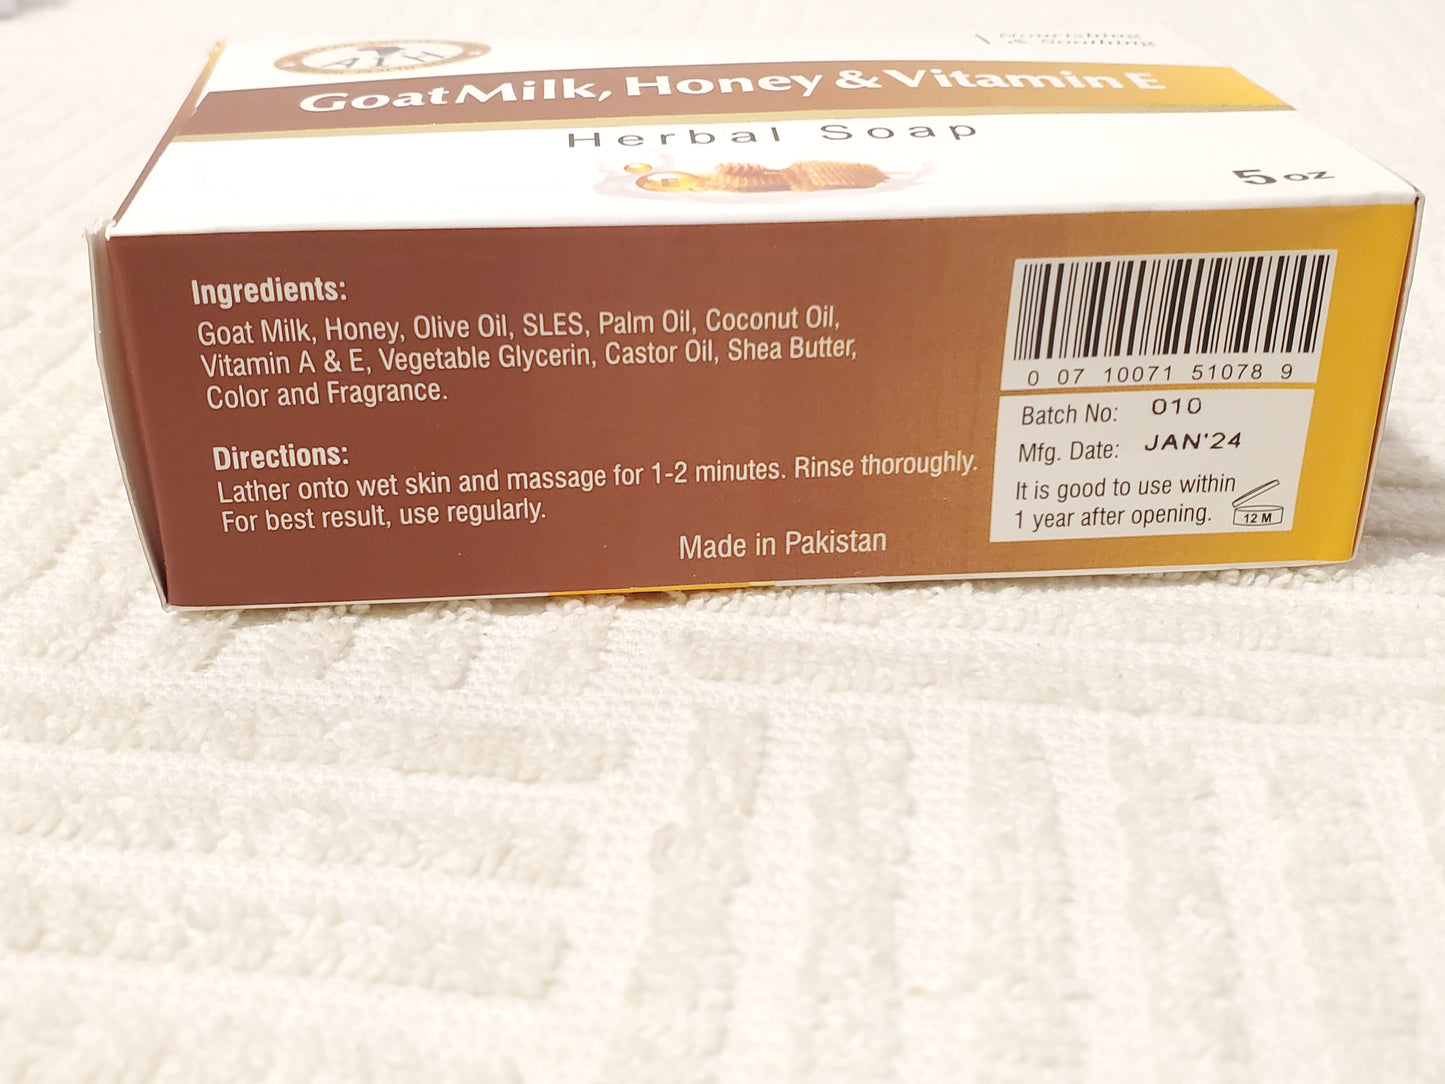 AYH
Nourishing
& Soothing
Goat Milk, Honey & Vitamin E
Herbal Soap
E
5 oz
Ingredients:
Goat Milk, Honey, Olive Oil, SLES, Palm Oil, Coconut Oil,
Vitamin A & E, Vegetable Glycerin, Castor Oil, Shea Butter,
Color and Fragrance.
Directions:
Lather onto wet skin and massage for 1-2 minutes. Rinse thoroughly.
For best result, use regularly.
Made in Pakistan
0 07 10071 51078 9
Batch No: 010
Mfg. Date: JAN'24
It is good to use within
1 year after opening.
12 M